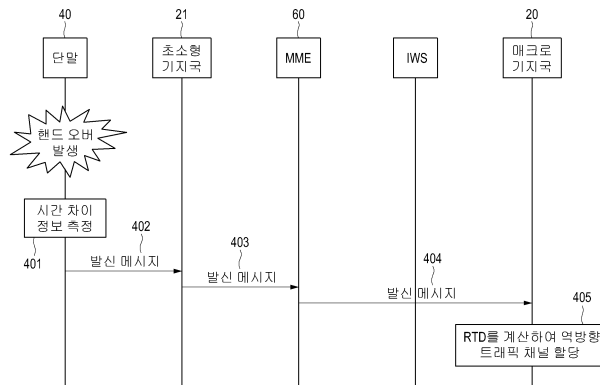 40
21
60
20
단말
초소형
기지국
MME
IWS
매크로
기지국
핸드 오버
발생
시간 차이
정보 측정
401
402
발신 메시지
403
발신 메시지
404
발신 메시지
405
RTD를 계산하여 역방향
트래픽 채널 할당